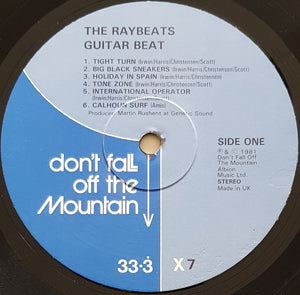 THE RAYBEATS
GUITAR BEAT
1. TIGHT TURN (Irwin/Harris/Christensen/Scott)
2. BIG BLACK SNEAKERS (Irwin/Harris/Christensen/Scott)
3. HOLIDAY IN SPAIN (Irwin/Harris/Christensen/Scott)
4. TONE ZONE (Irwin/Harris/Christensen/Scott)
5. INTERNATIONAL OPERATOR
(Irwin/Harris/Christensen/Scott)
6. CALHOUN SURF (Amis)
Producer: Martin Rushent at Genetic Sound
SIDE ONE
℗ & © 1981
Don't Fall Off
The Mountain
Albion
Music Ltd.
STEREO
Made in UK
don't fall
off the
Mountain
33·3 X7